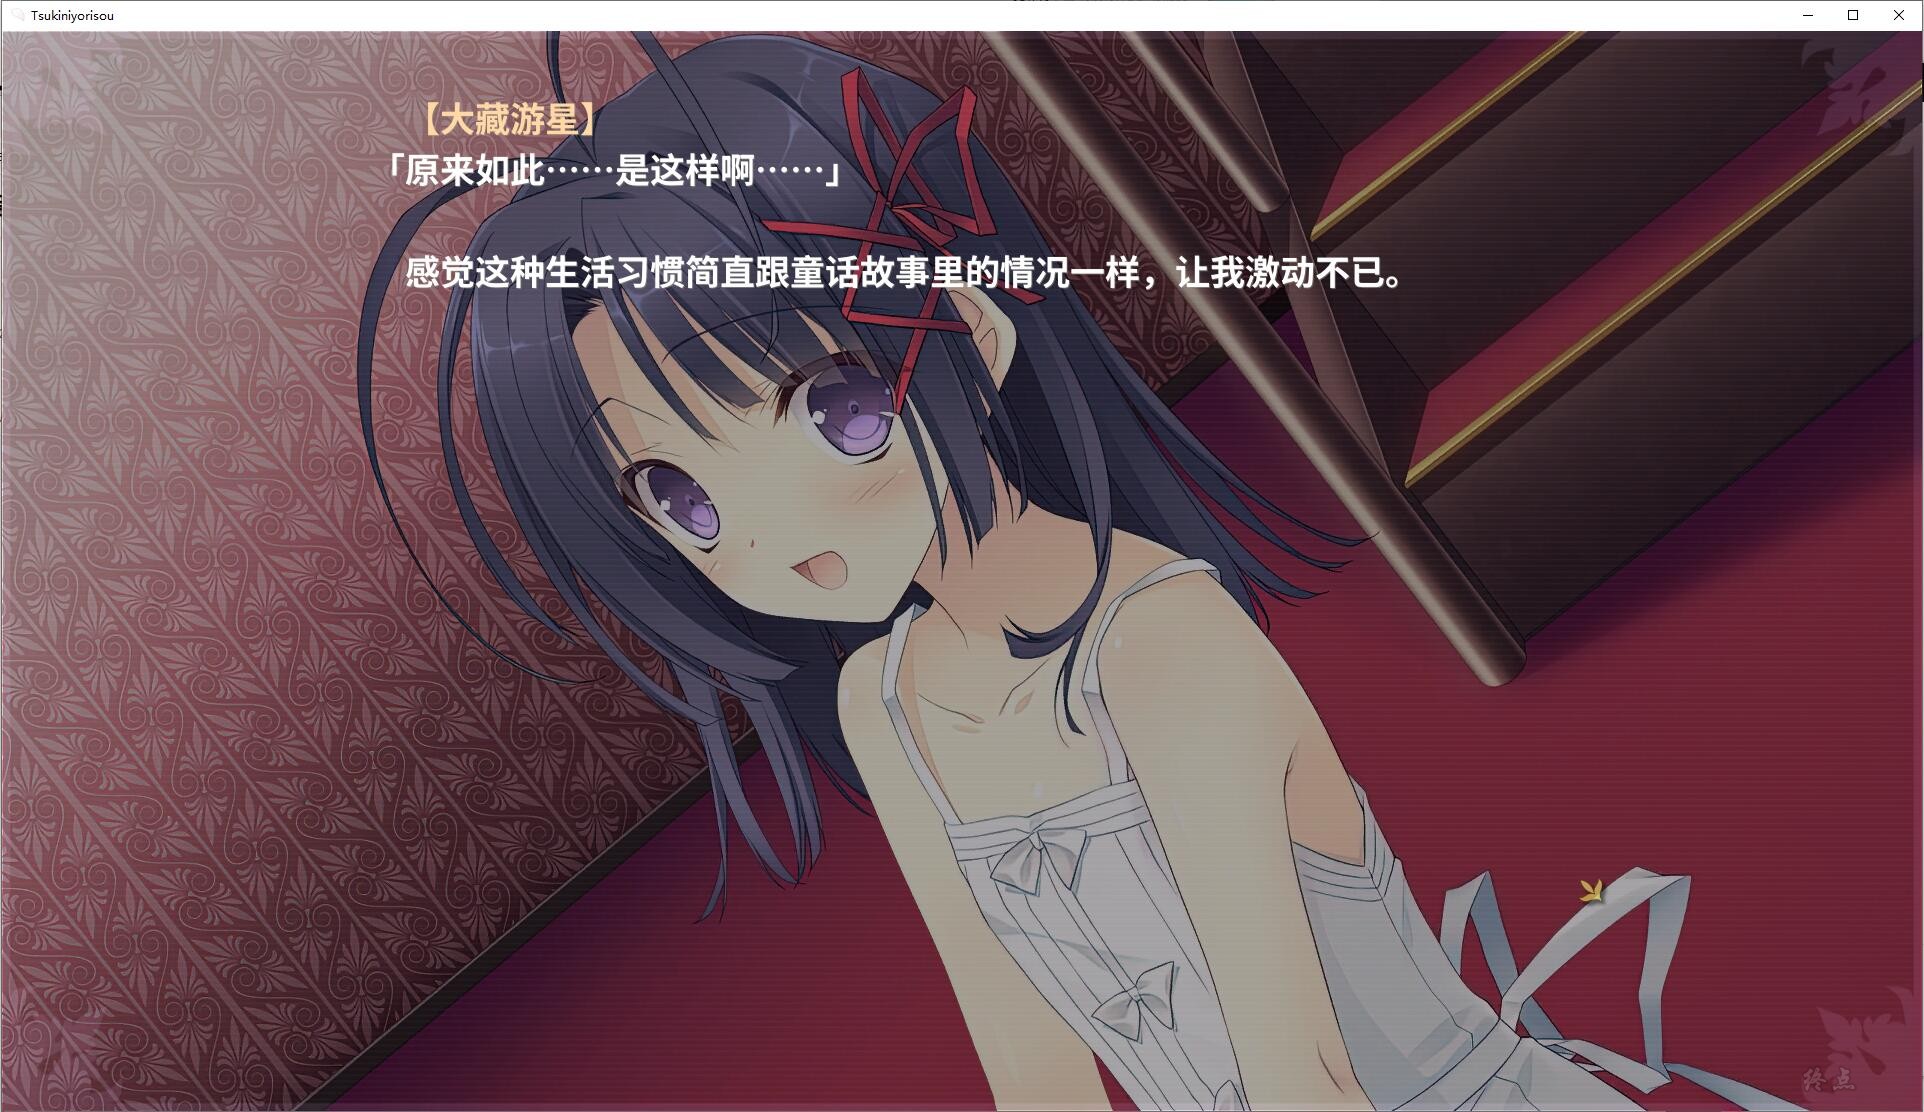 Tsukiniyorisou
【大藏游星】
「原来如此……是这样啊……」
感觉这种生活习惯简直跟童话故事里的情况一样，让我激动不已。
终点